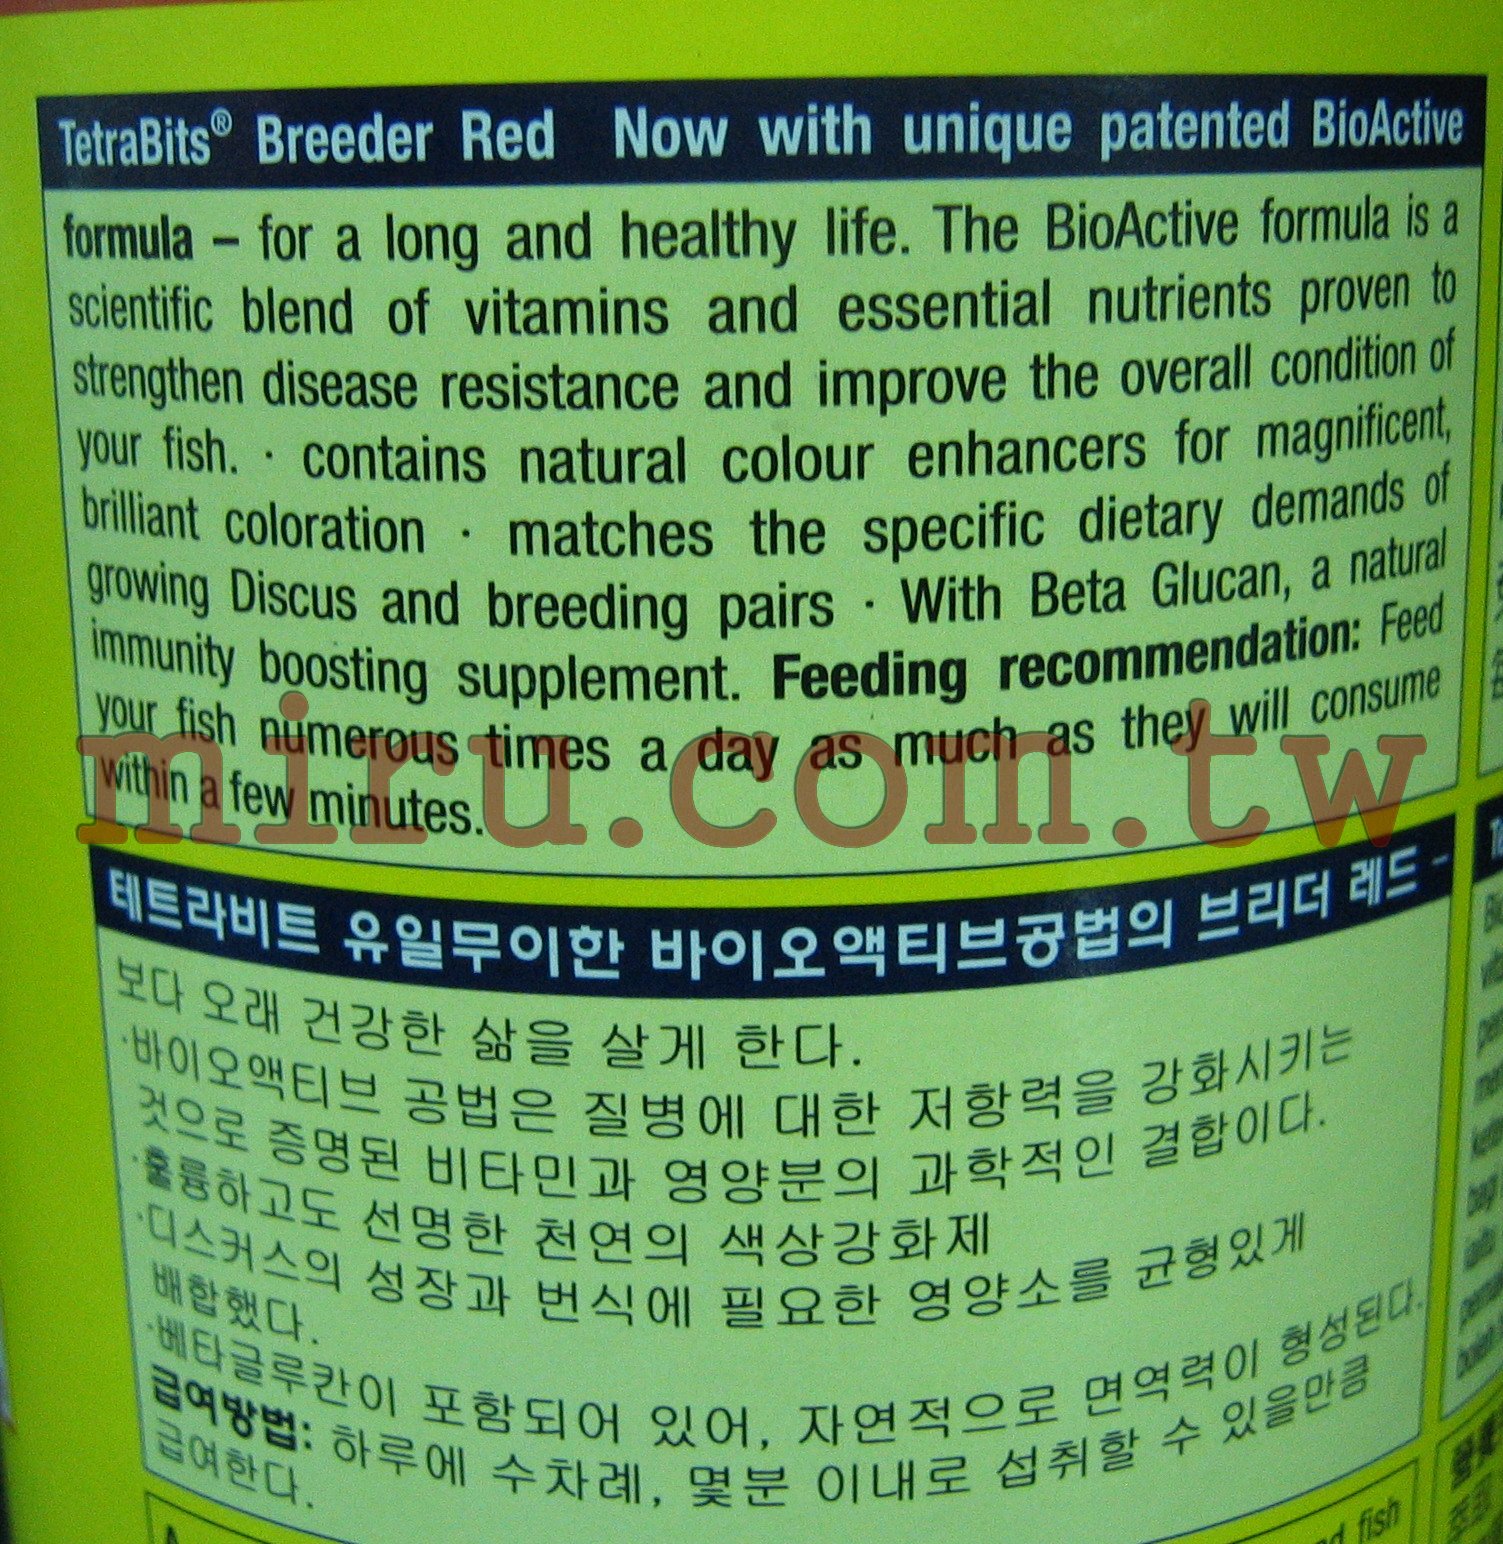 TetraBits® Breeder Red Now with unique patented BioActive
formula – for a long and healthy life. The BioActive formula is a
scientific blend of vitamins and essential nutrients proven to
strengthen disease resistance and improve the overall condition of
your fish. · contains natural colour enhancers for magnificent,
brilliant coloration · matches the specific dietary demands of
growing Discus and breeding pairs · With Beta Glucan, a natural
immunity boosting supplement. Feeding recommendation: Feed
your fish numerous times a day as much as they will consume
within a few minutes.
miru.com.tw
테트라비트 유일무이한 바이오액티브공법의 브리더 레드 –
보다 오래 건강한 삶을 살게 한다.
·바이오액티브 공법은 질병에 대한 저항력을 강화시키는
것으로 증명된 비타민과 영양분의 과학적인 결합이다.
·훌륭하고도 선명한 천연의 색상강화제
·디스커스의 성장과 번식에 필요한 영양소를 균형있게
배합했다.
·베타글루칸이 포함되어 있어, 자연적으로 면역력이 형성된다.
급여방법: 하루에 수차례, 몇분 이내로 섭취할 수 있을만큼
급여한다.
fish